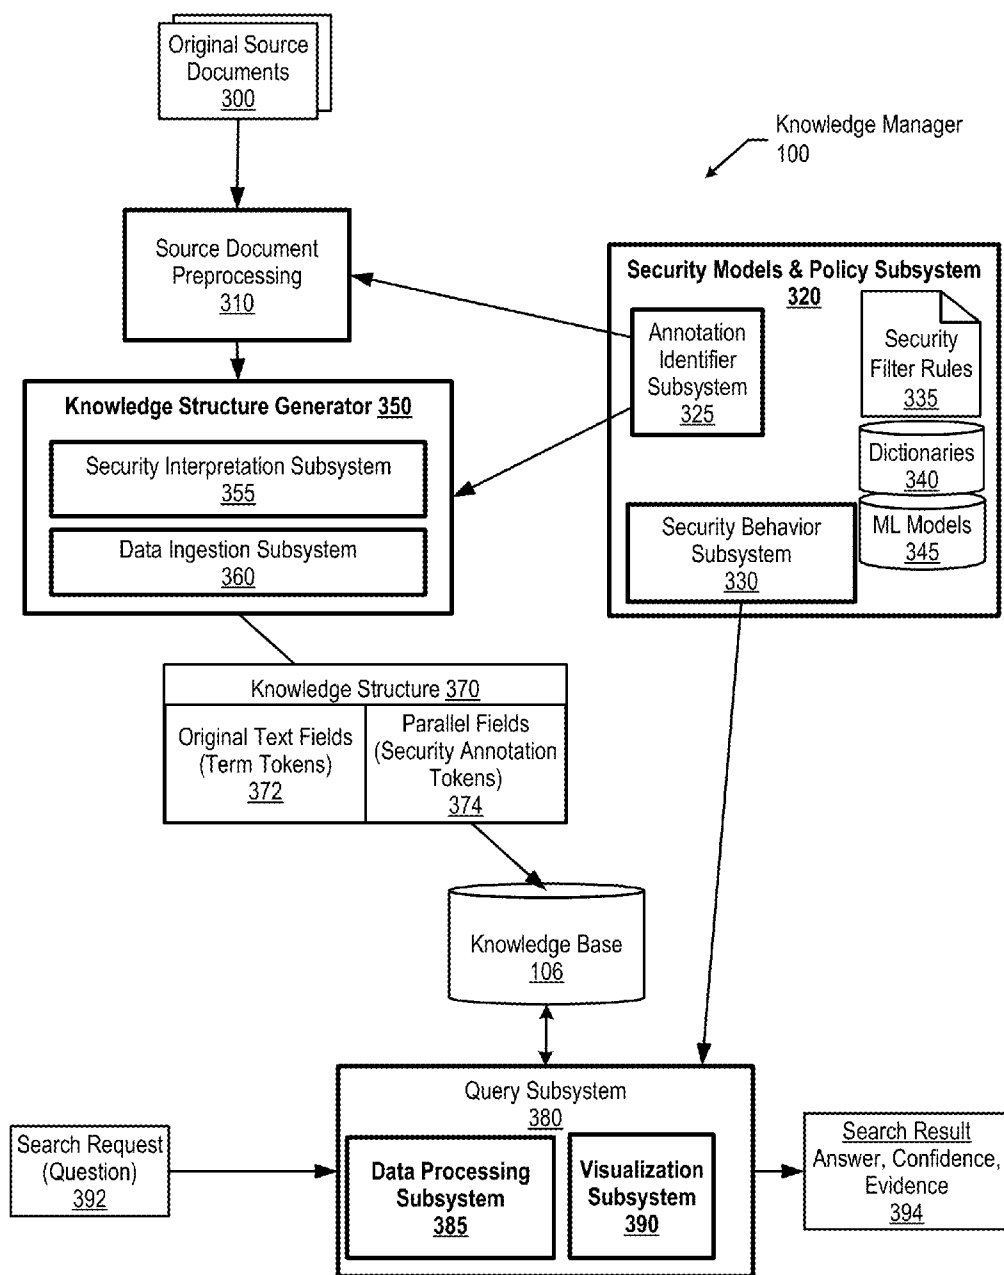 Original Source
Documents
300
Knowledge Manager
100
Source Document
Preprocessing
310
Security Models & Policy Subsystem
320
Annotation
Identifier
Subsystem
325
Security
Filter Rules
335
Dictionaries
340
ML Models
345
Security Behavior
Subsystem
330
Knowledge Structure Generator 350
Security Interpretation Subsystem
355
Data Ingestion Subsystem
360
Knowledge Structure 370
Original Text Fields
(Term Tokens)
372
Parallel Fields
(Security Annotation
Tokens)
374
Knowledge Base
106
Query Subsystem
380
Data Processing
Subsystem
385
Visualization
Subsystem
390
Search Request
(Question)
392
Search Result
Answer, Confidence,
Evidence
394